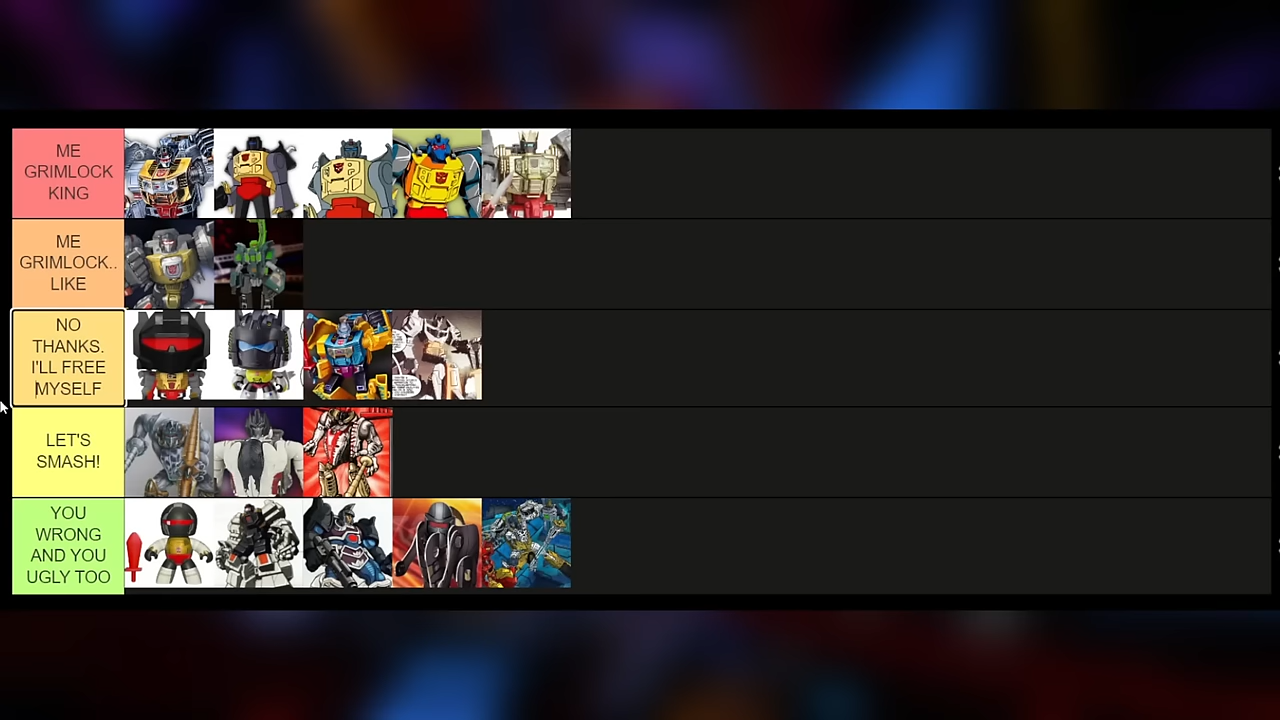 ME
GRIMLOCK
KING
ME
GRIMLOCK..
LIKE
NO
THANKS.
I'LL FREE
MYSELF
LET'S
SMASH!
YOU
WRONG
AND YOU
UGLY TOO